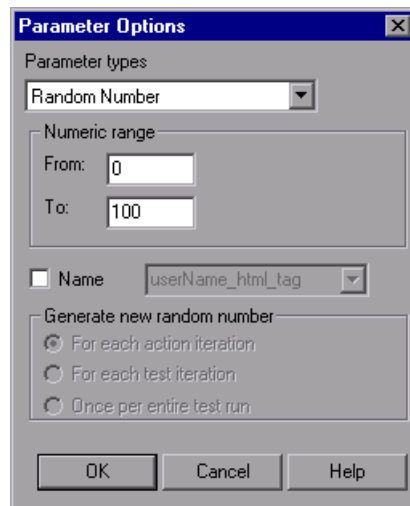 Parameter Options
Parameter types
Random Number
Numeric range
From: 0
To: 100
Name userName_html_tag
Generate new random number
For each action iteration
For each test iteration
Once per entire test run
OK Cancel Help